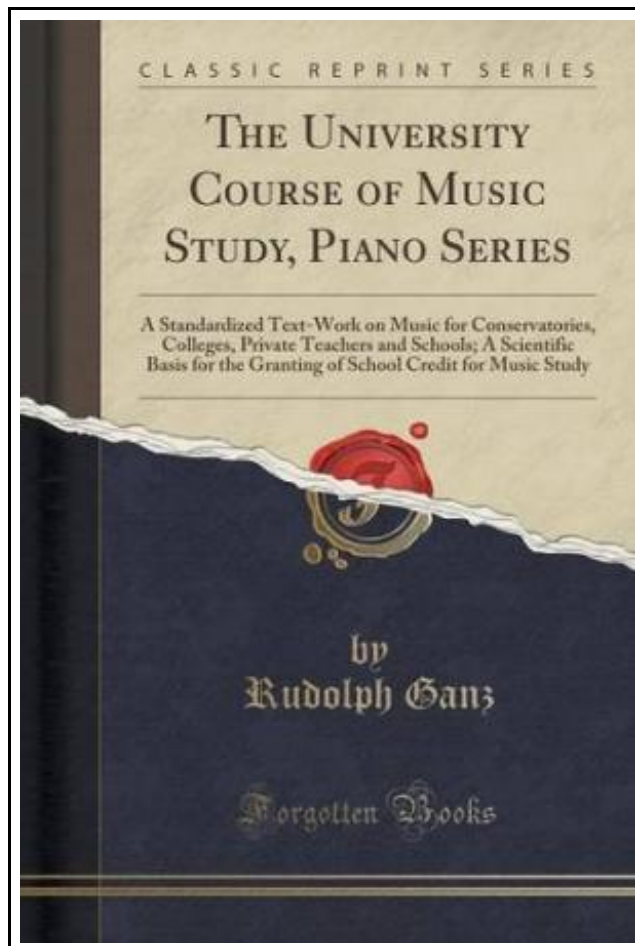 CLASSIC REPRINT SERIES
THE UNIVERSITY
COURSE OF MUSIC
STUDY, PIANO SERIES
A Standardized Text-Work on Music for Conservatories,
Colleges, Private Teachers and Schools; A Scientific
Basis for the Granting of School Credit for Music Study
by
Rudolph Ganz
Forgotten Books